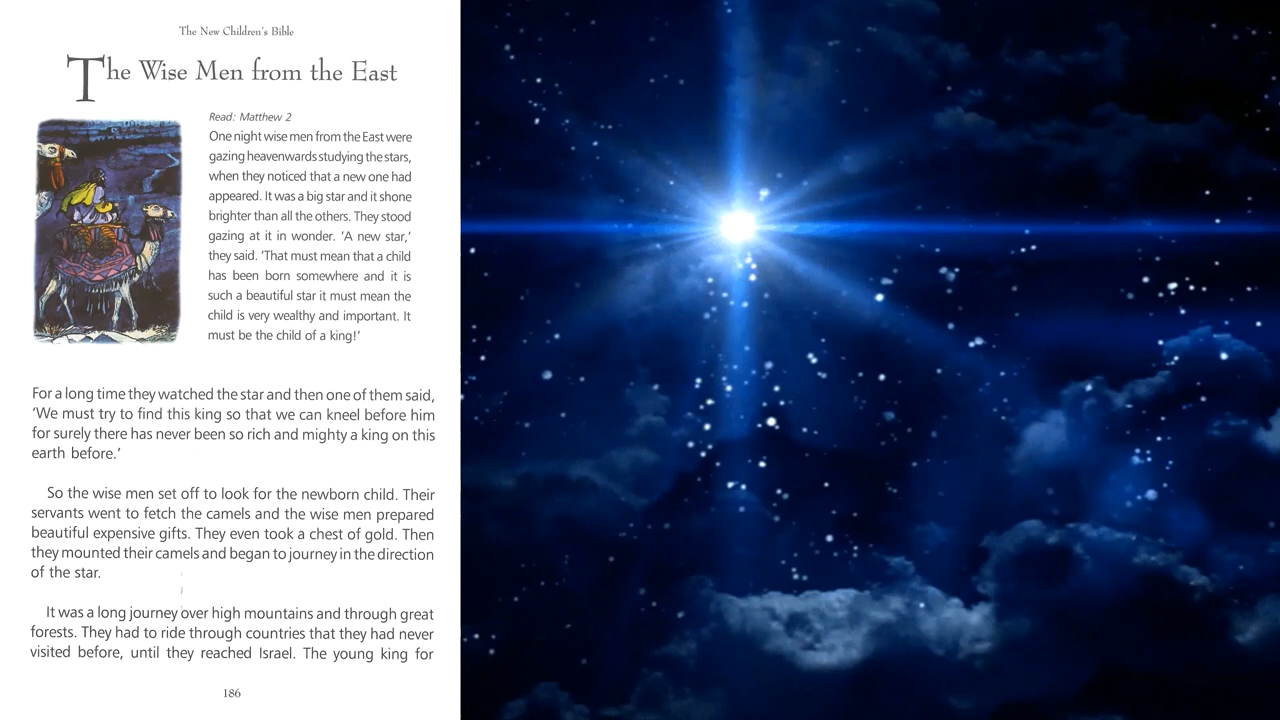 The New Children's Bible
The Wise Men from the East
Read: Matthew 2
One night wise men from the East were
gazing heavenwards studying the stars,
when they noticed that a new one had
appeared. It was a big star and it shone
brighter than all the others. They stood
gazing at it in wonder. ‘A new star,’
they said. ‘That must mean that a child
has been born somewhere and it is
such a beautiful star it must mean the
child is very wealthy and important. It
must be the child of a king!’
For a long time they watched the star and then one of them said,
‘We must try to find this king so that we can kneel before him
for surely there has never been so rich and mighty a king on this
earth before.’
So the wise men set off to look for the newborn child. Their
servants went to fetch the camels and the wise men prepared
beautiful expensive gifts. They even took a chest of gold. Then
they mounted their camels and began to journey in the direction
of the star.
It was a long journey over high mountains and through great
forests. They had to ride through countries that they had never
visited before, until they reached Israel. The young king for
186